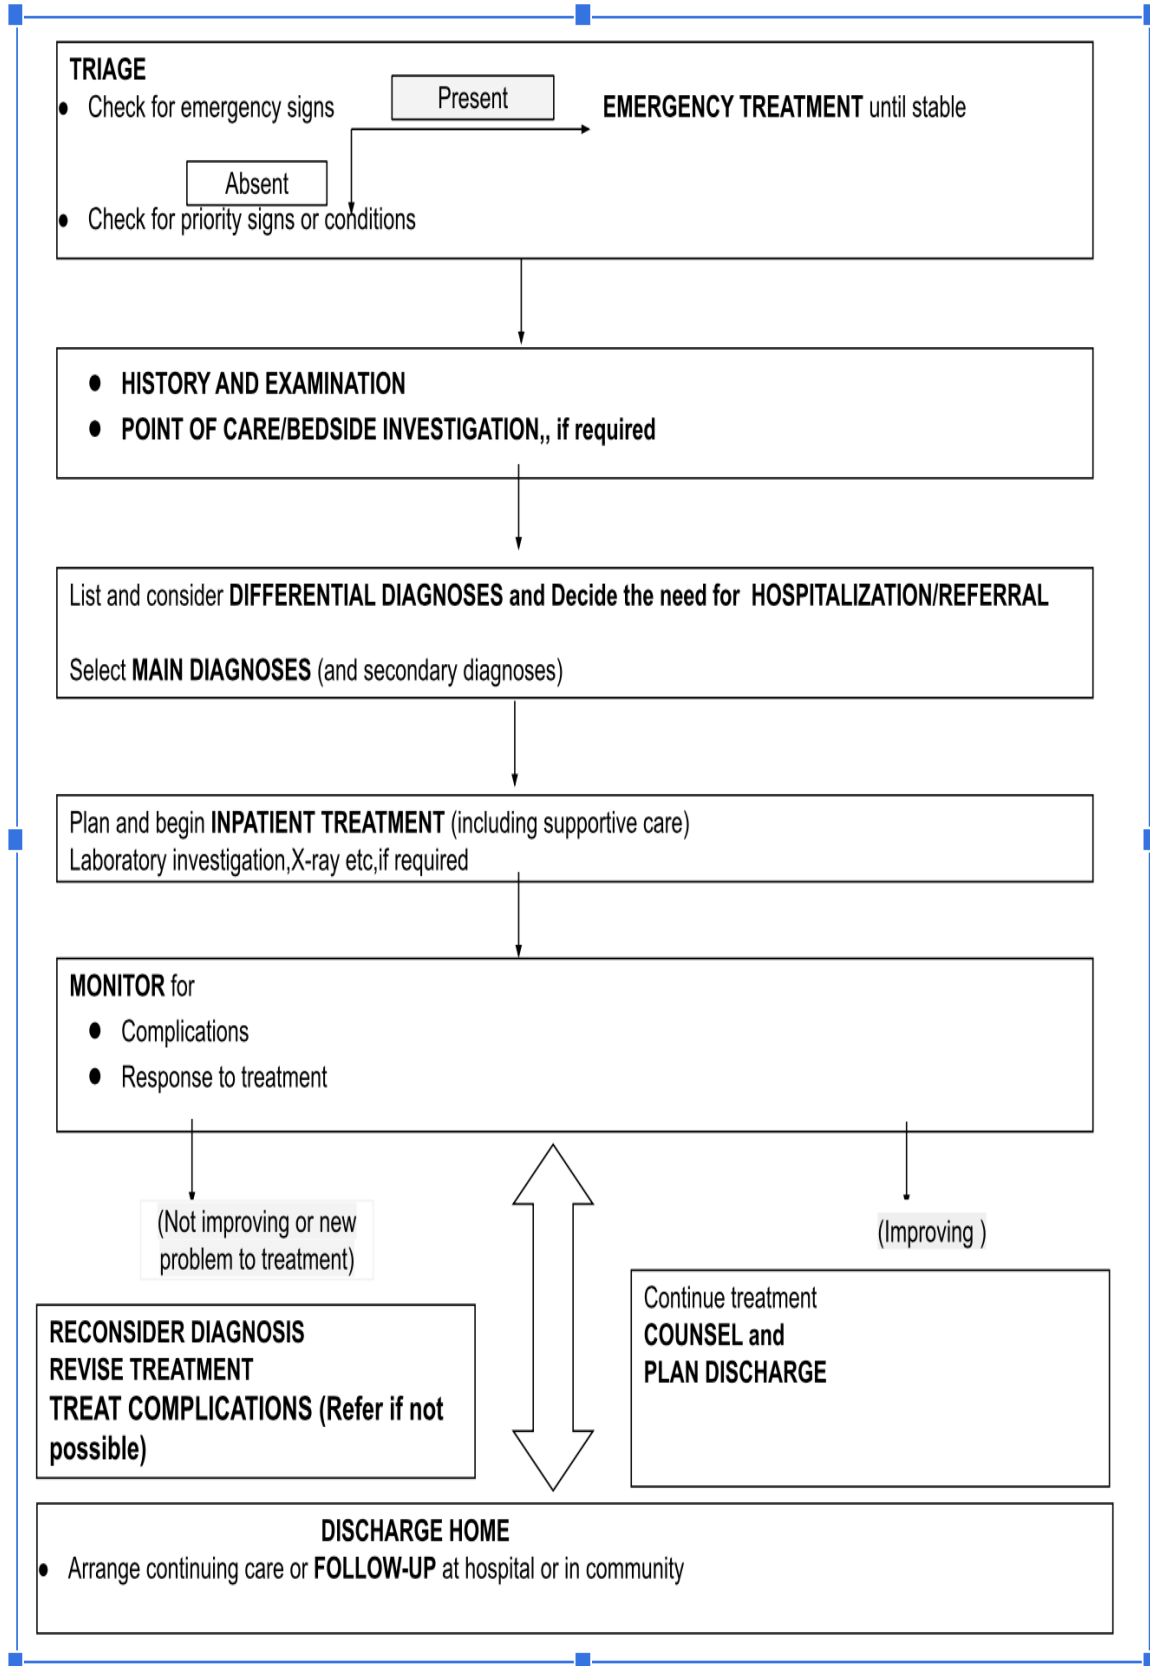 TRIAGE
● Check for emergency signs
Present
EMERGENCY TREATMENT until stable
Absent
● Check for priority signs or conditions
● HISTORY AND EXAMINATION
● POINT OF CARE/BEDSIDE INVESTIGATION,, if required
List and consider DIFFERENTIAL DIAGNOSES and Decide the need for HOSPITALIZATION/REFERRAL
Select MAIN DIAGNOSES (and secondary diagnoses)
Plan and begin INPATIENT TREATMENT (including supportive care)
Laboratory investigation,X-ray etc,if required
MONITOR for
● Complications
● Response to treatment
(Not improving or new
problem to treatment)
(Improving )
RECONSIDER DIAGNOSIS
REVISE TREATMENT
TREAT COMPLICATIONS (Refer if not
possible)
Continue treatment
COUNSEL and
PLAN DISCHARGE
DISCHARGE HOME
● Arrange continuing care or FOLLOW-UP at hospital or in community